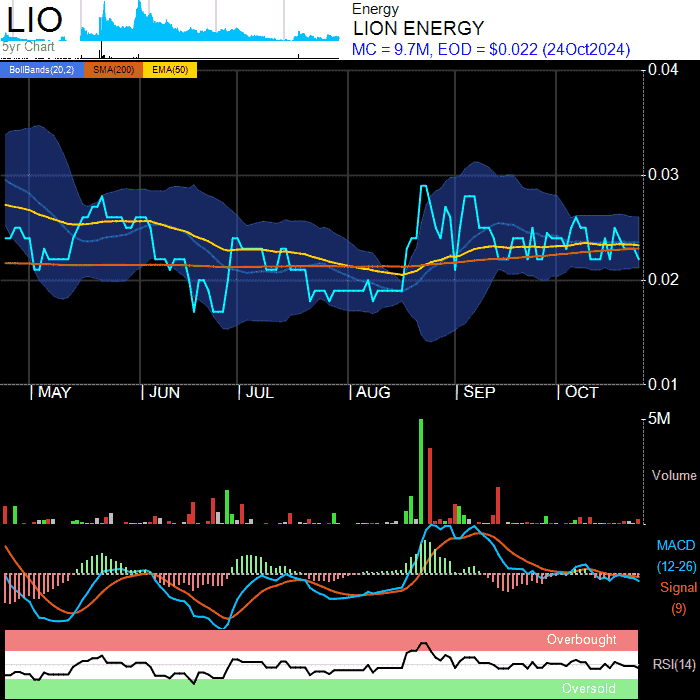 LIO
5yr Chart
Energy
LION ENERGY
MC = 9.7M, EOD = $0.022 (24Oct2024)
BollBands(20,2) SMA(200) EMA(50)
0.04
0.03
0.02
0.01
MAY JUN JUL AUG SEP OCT
5M
Volume
MACD
(12-26)
Signal
(9)
Overbought
RSI(14)
Oversold